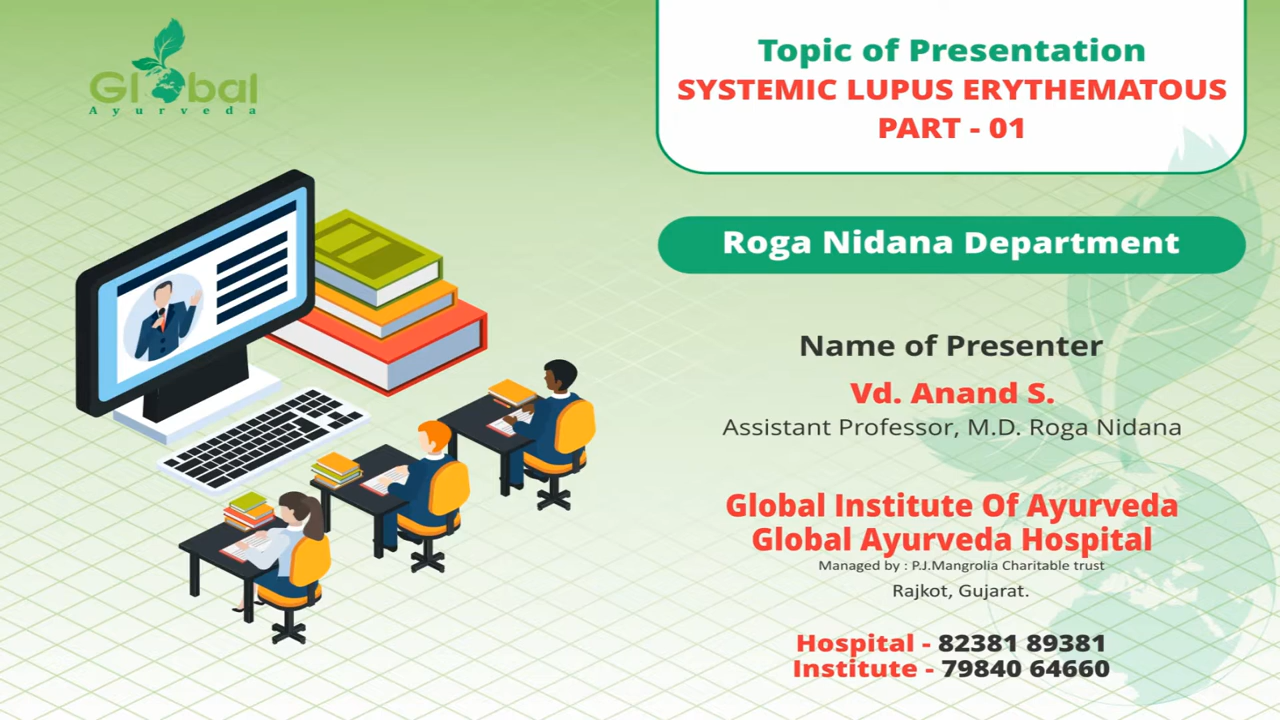 Global
Ayurveda
Topic of Presentation
SYSTEMIC LUPUS ERYTHEMATOUS
PART - 01
Roga Nidana Department
Name of Presenter
Vd. Anand S.
Assistant Professor, M.D. Roga Nidana
Global Institute Of Ayurveda
Global Ayurveda Hospital
Managed by : P.J.Mangrolia Charitable trust
Rajkot, Gujarat.
Hospital - 82381 89381
Institute - 79840 64660